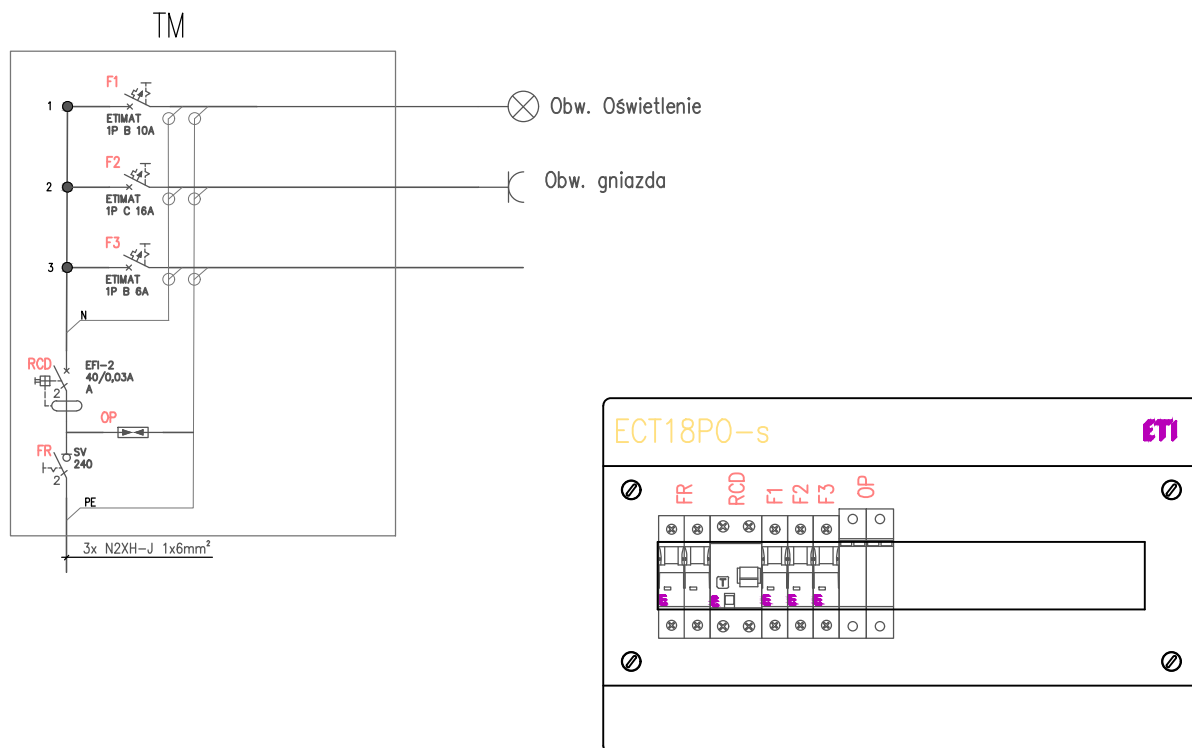 TM
F1
1
ETIMAT
1P B 10A
Obw. Oświetlenie
F2
2
ETIMAT
1P C 16A
Obw. gniazda
F3
3
ETIMAT
1P B 6A
N
RCD
EFI-2
40/0,03A
A
2
OP
FR
SV
240
2
PE
3x N2XH-J 1x6mm²
ECT18PO-s
ETI
FR
RCD
F1
F2
F3
OP
T
E
E
E
E
E